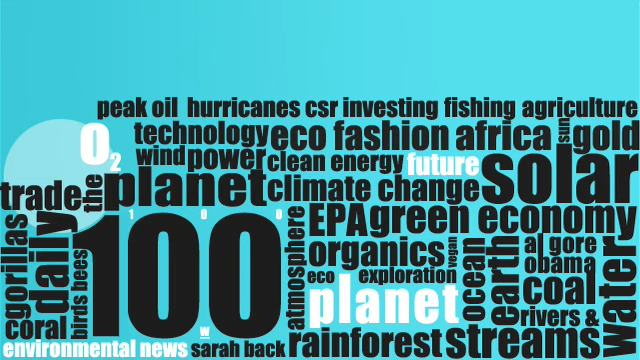 peak oil hurricanes csr investing fishing agriculture
O2 technology eco fashion africa sun gold
wind power clean energy future solar
trade the planet climate change
1 0 0
100
EPA green economy
gorillas daily atmosphere organics vegan ocean earth al gore water
eco exploration obama
birds bees planet coal
coral rivers &
w
environmental news sarah back rainforest streams